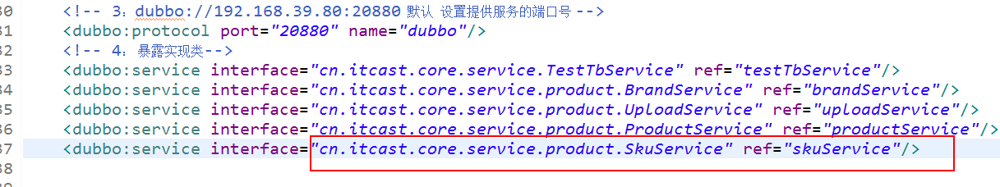 30 <!-- 3：dubbo://192.168.39.80:20880 默认 设置提供服务的端口号 -->
31 <dubbo:protocol port="20880" name="dubbo"/>
32 <!-- 4：暴露实现类-->
33 <dubbo:service interface="cn.itcast.core.service.TestTbService" ref="testTbService"/>
34 <dubbo:service interface="cn.itcast.core.service.product.BrandService" ref="brandService"/>
35 <dubbo:service interface="cn.itcast.core.service.product.UploadService" ref="uploadService"/>
36 <dubbo:service interface="cn.itcast.core.service.product.ProductService" ref="productService"/>
37 <dubbo:service interface="cn.itcast.core.service.product.SkuService" ref="skuService"/>
38